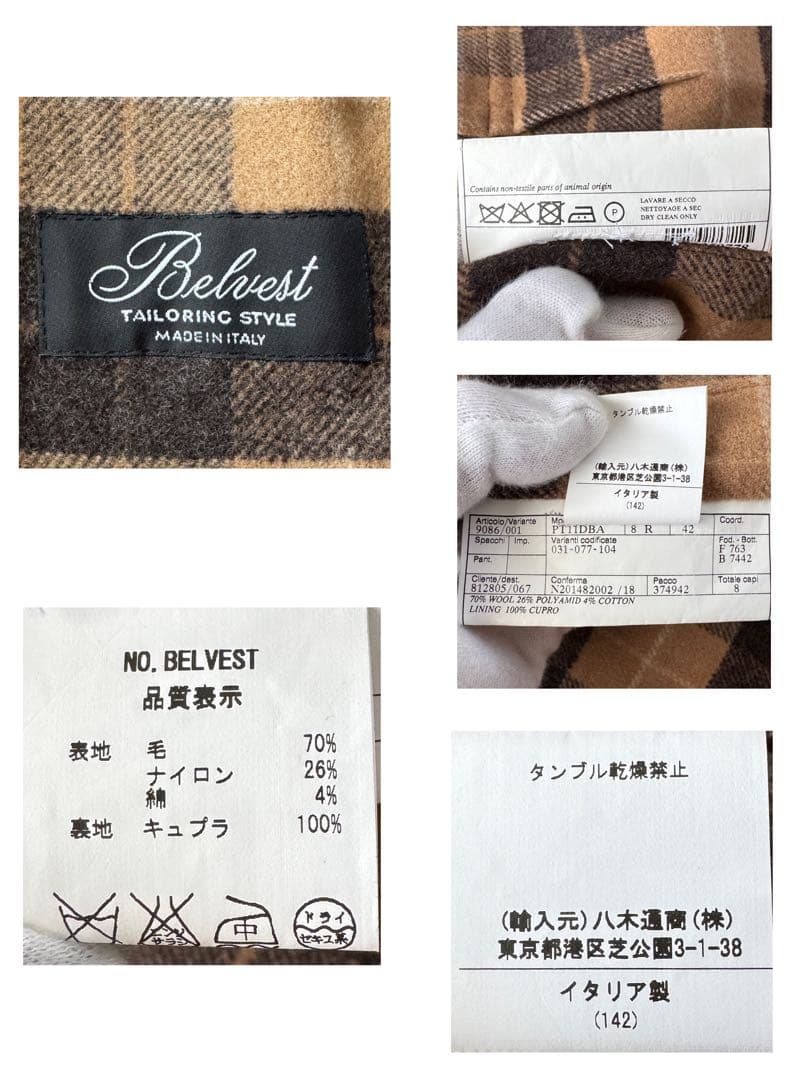 Belvest
TAILORING STYLE
MADE IN ITALY
Contains non-textile parts of animal origin
LAVARE A SECCO
NETTOYAGE A SEC
DRY CLEAN ONLY
P
タンブル乾燥禁止
(輸入元)八木通商(株)
東京都港区芝公園3-1-38
イタリア製
(142)
Articolo/Variante Coord.
9086/001 PT11DBA 8 R 42
Specchi Imp. Varianti codificate Fod. - Bott.
031-077-104 F 763
Pant. B 7442
Cliente/dest. Conferma Pacco Totale capi
812805/067 N201482002 /18 374942 8
70% WOOL 26% POLYAMID 4% COTTON
LINING 100% CUPRO
NO. BELVEST
品質表示
表地 毛 70%
ナイロン 26%
綿 4%
裏地 キュプラ 100%
中 ドライ
セキユ系
タンブル乾燥禁止
(輸入元)八木通商(株)
東京都港区芝公園3-1-38
イタリア製
(142)